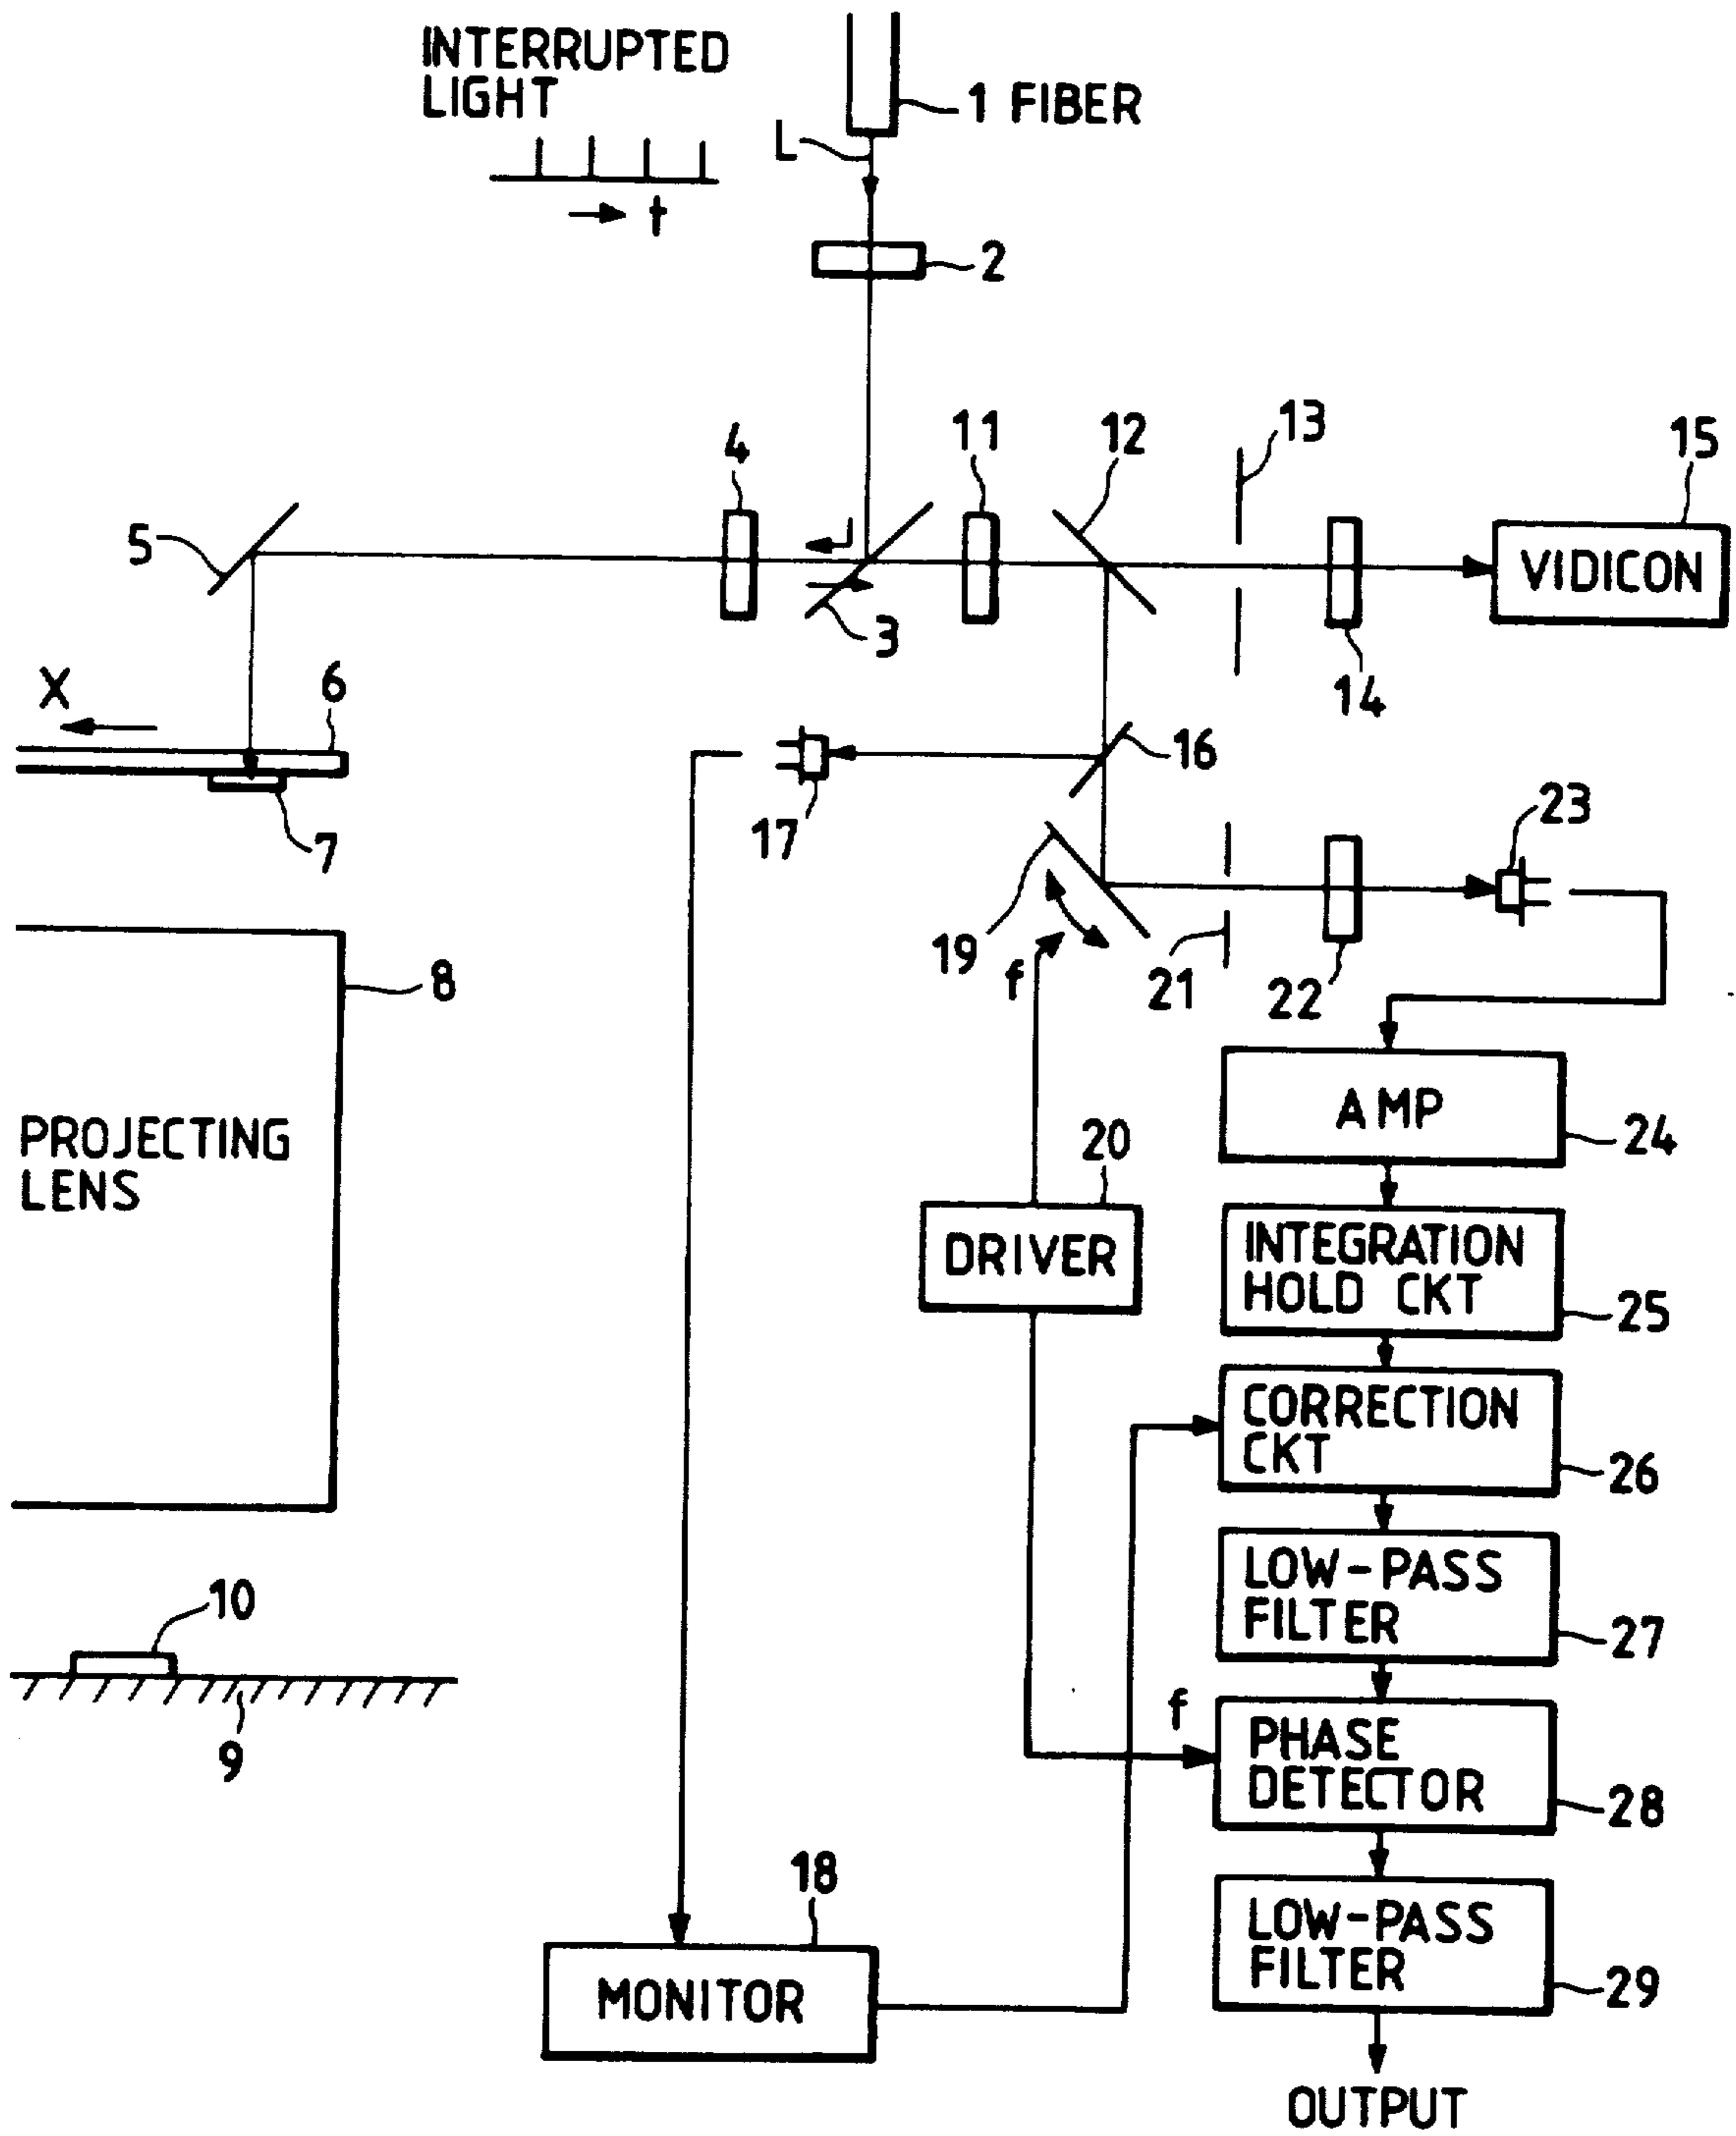 INTERRUPTED
LIGHT
1 FIBER
L
t
2
11
12
13
15
4
5
VIDICON
3
14
X
6
16
7
17
23
19
f
21
22
8
AMP
24
PROJECTING
LENS
20
DRIVER
INTEGRATION
HOLD CKT
25
CORRECTION
CKT
26
LOW-PASS
FILTER
27
10
9
f
PHASE
DETECTOR
28
18
MONITOR
LOW-PASS
FILTER
29
OUTPUT